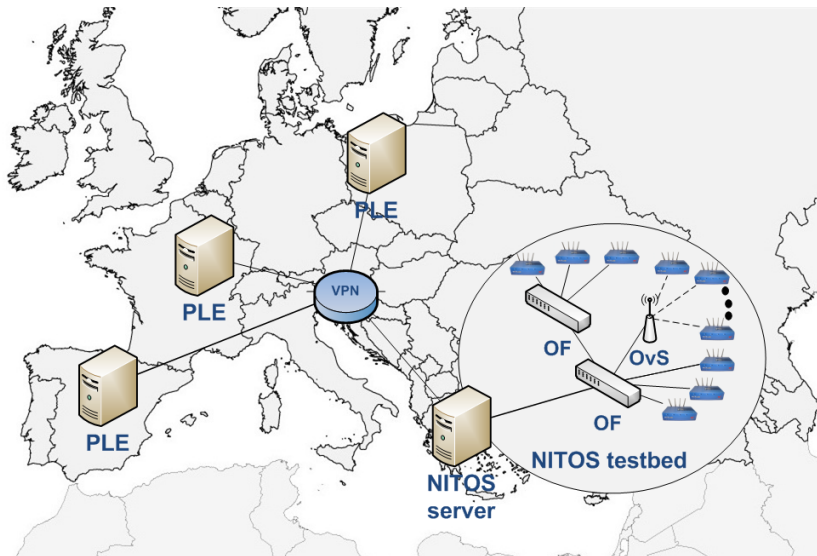 PLE
PLE
VPN
PLE
OF
OvS
OF
NITOS testbed
NITOS
server